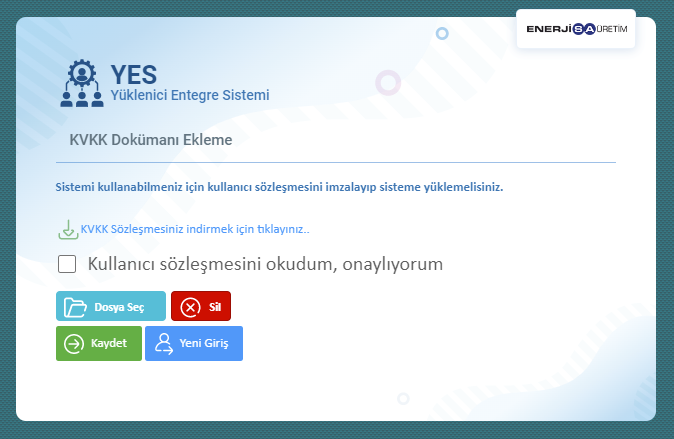 ENERJİSA ÜRETİM
YES
Yüklenici Entegre Sistemi
KVKK Dokümanı Ekleme
Sistemi kullanabilmeniz için kullanıcı sözleşmesini imzalayıp sisteme yüklemelisiniz.
KVKK Sözleşmesiniz indirmek için tıklayınız..
Kullanıcı sözleşmesini okudum, onaylıyorum
Dosya Seç
Sil
Kaydet
Yeni Giriş